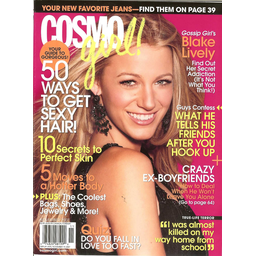 YOUR NEW FAVORITE JEANS—FIND THEM ON PAGE 39
COSMO
girl!
YOUR
GUIDE TO
GORGEOUS!
50
WAYS
TO GET
SEXY
HAIR!
10 Secrets to
Perfect Skin
5 Moves to
a Hotter Body
PLUS! The Coolest
Bags, Shoes,
Jewelry & More!
Quiz
DO YOU FALL IN
LOVE TOO FAST?
Gossip Girl's
Blake
Lively
Find Out
Her Secret
Addiction
(It's Not
What You
Think!)
Guys Confess
WHAT HE
TELLS HIS
FRIENDS
AFTER YOU
HOOK UP
+
CRAZY
EX-BOYFRIENDS
How to Deal
When He Won't
Leave You Alone
(Go to page 64)
TRUE-LIFE TERROR
"I was almost
killed on my
way home from
school"